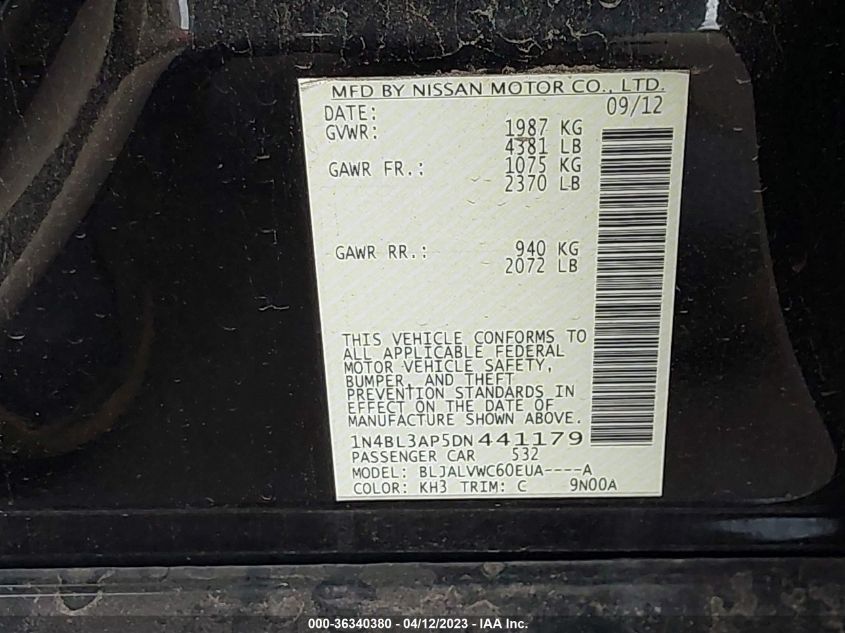 MFD BY NISSAN MOTOR CO., LTD.
DATE: 09/12
GVWR: 1987 KG
4381 LB
GAWR FR.: 1075 KG
2370 LB
GAWR RR.: 940 KG
2072 LB
THIS VEHICLE CONFORMS TO
ALL APPLICABLE FEDERAL
MOTOR VEHICLE SAFETY,
BUMPER, AND THEFT
PREVENTION STANDARDS IN
EFFECT ON THE DATE OF
MANUFACTURE SHOWN ABOVE.
1N4BL3AP5DN441179
PASSENGER CAR 532
MODEL: BLJALVWC60EUA----A
COLOR: KH3 TRIM: C 9N00A
000-36340380 - 04/12/2023 - IAA Inc.